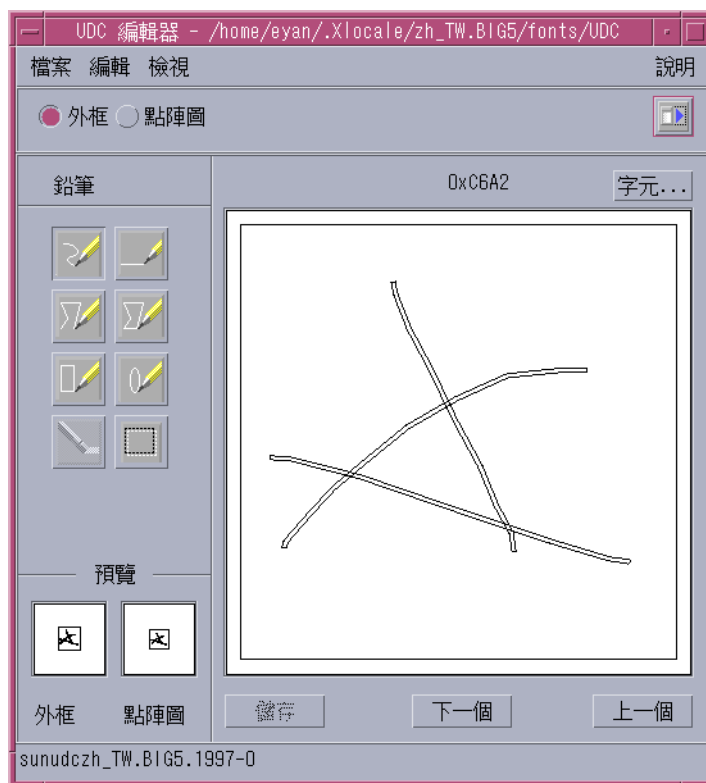 UDC 編輯器 - /home/eyan/.Xlocale/zh_TW.BIG5/fonts/UDC
檔案 編輯 檢視 說明
外框 點陣圖
鉛筆 0xC6A2 字元...
預覽
外框 點陣圖 儲存 下一個 上一個
sunudczh_TW.BIG5.1997-0